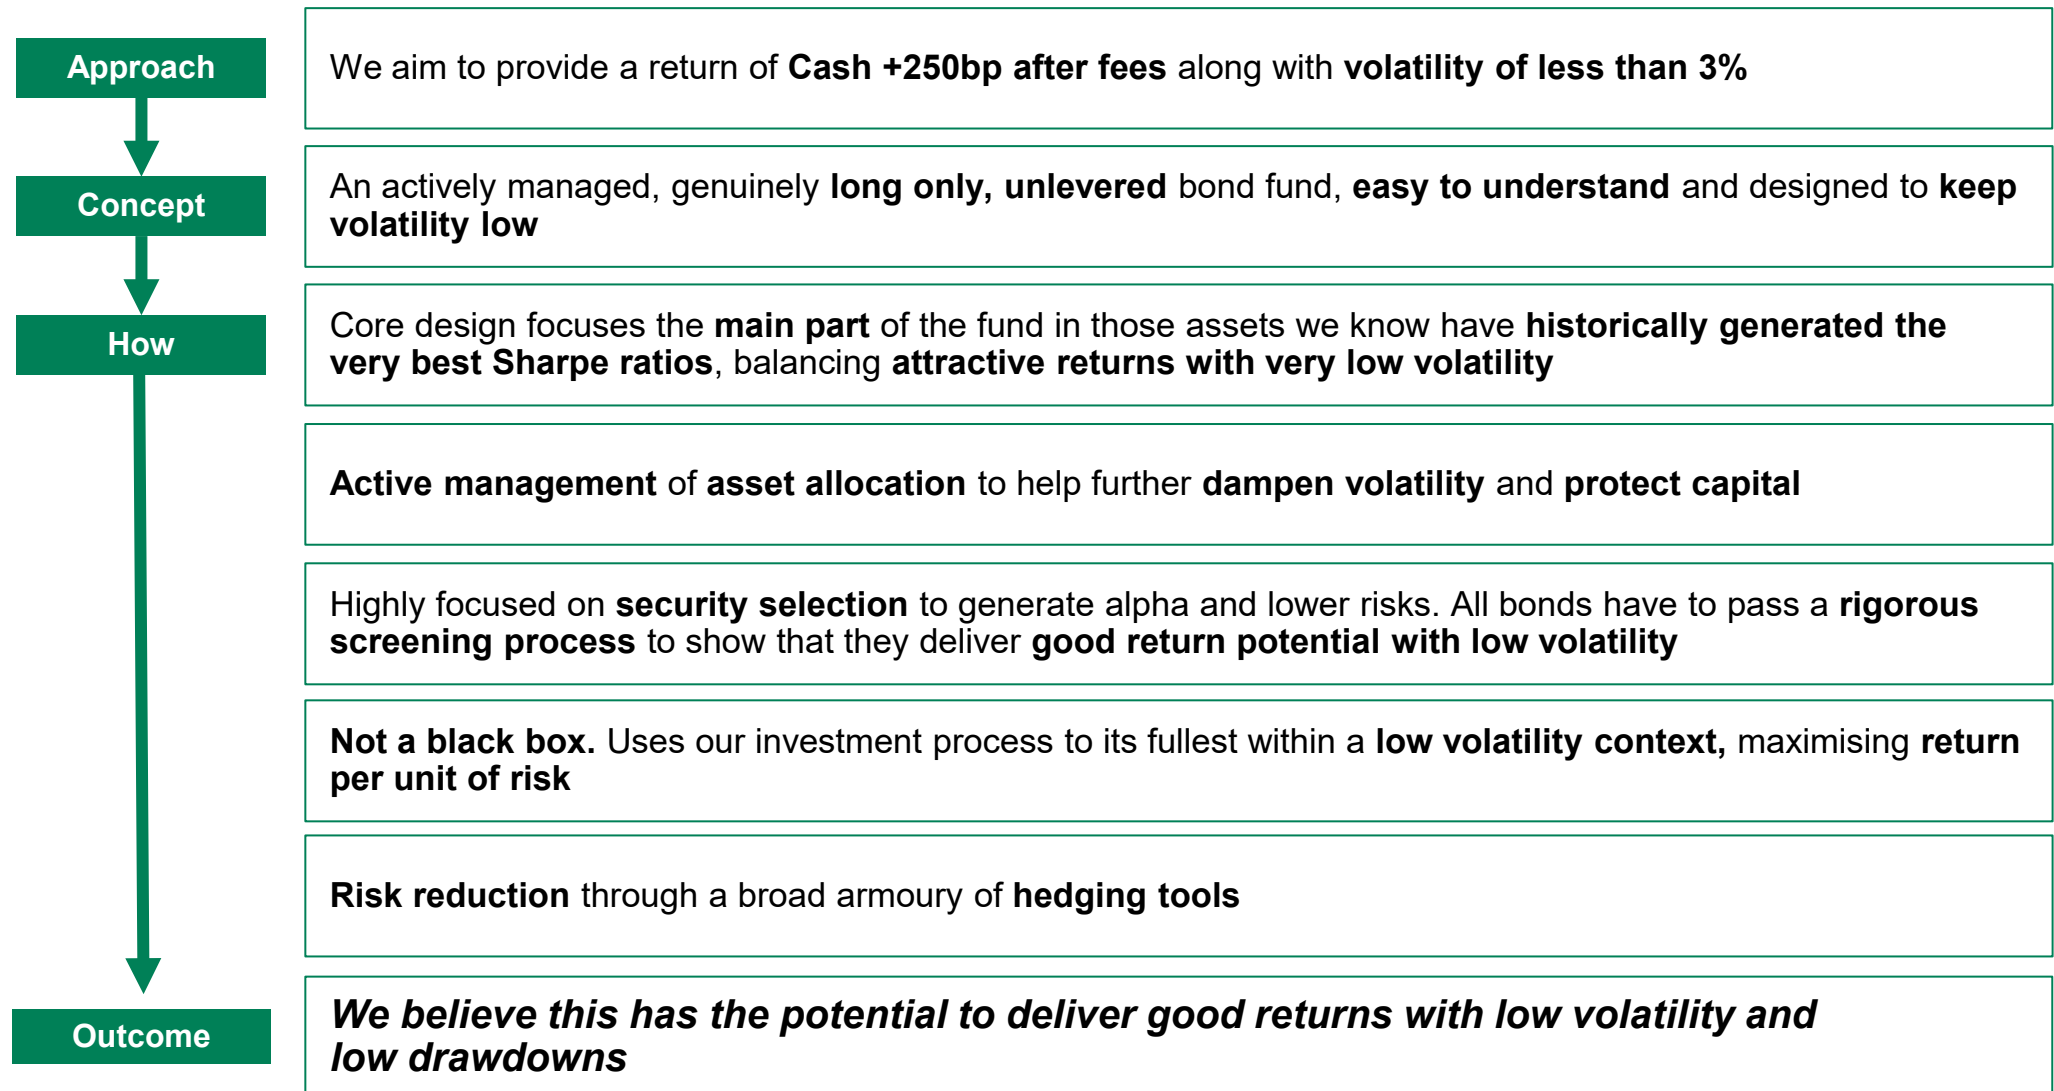 Approach
We aim to provide a return of Cash +250bp after fees along with volatility of less than 3%
Concept
An actively managed, genuinely long only, unlevered bond fund, easy to understand and designed to keep
volatility low
How
Core design focuses the main part of the fund in those assets we know have historically generated the
very best Sharpe ratios, balancing attractive returns with very low volatility
Active management of asset allocation to help further dampen volatility and protect capital
Highly focused on security selection to generate alpha and lower risks. All bonds have to pass a rigorous
screening process to show that they deliver good return potential with low volatility
Not a black box. Uses our investment process to its fullest within a low volatility context, maximising return
per unit of risk
Risk reduction through a broad armoury of hedging tools
Outcome
We believe this has the potential to deliver good returns with low volatility and
low drawdowns